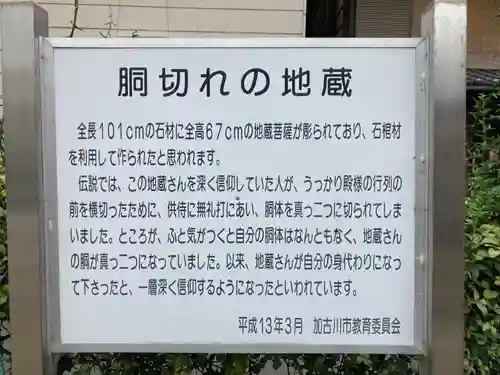 胴切れの地蔵
全長101cmの石材に全高67cmの地蔵菩薩が彫られており、石棺材
を利用して作られたと思われます。
伝説では、この地蔵さんを深く信仰していた人が、うっかり殿様の行列の
前を横切ったために、供侍に無礼打にあい、胴体を真っ二つに切られてしま
いました。ところが、ふと気がつくと自分の胴体はなんともなく、地蔵さん
の胴が真っ二つになっていました。以来、地蔵さんが自分の身代わりになっ
て下さったと、一層深く信仰するようになったといわれています。
平成13年3月 加古川市教育委員会